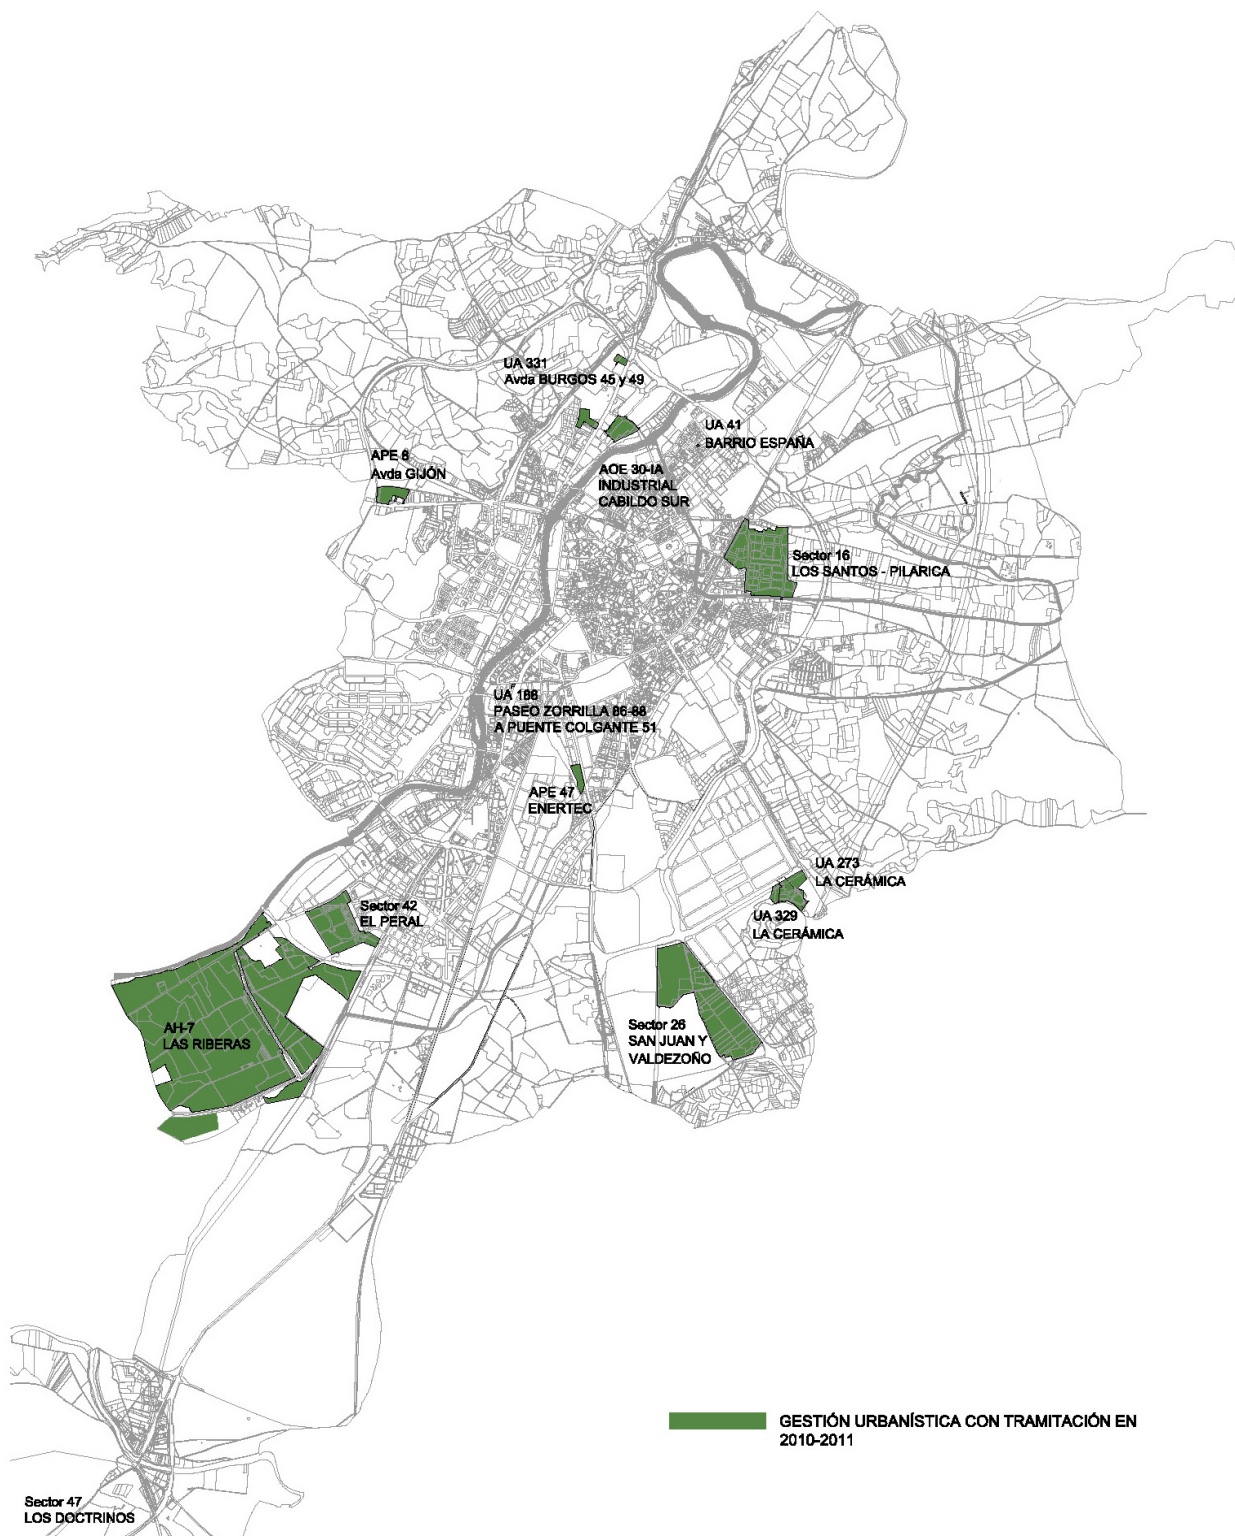 UA 331
Avda BURGOS 45 y 49
UA 41
BARRIO ESPAÑA
APE 6
Avda GIJÓN
AOE 30-IA
INDUSTRIAL
CABILDO SUR
Sector 16
LOS SANTOS - PILARICA
UA 188
PASEO ZORRILLA 86-88
A PUENTE COLGANTE 51
APE 47
ENERTEC
UA 273
LA CERÁMICA
Sector 42
EL PERAL
UA 329
LA CERÁMICA
AH-7
LAS RIBERAS
Sector 26
SAN JUAN Y
VALDEZOÑO
GESTIÓN URBANÍSTICA CON TRAMITACIÓN EN
2010-2011
Sector 47
LOS DOCTRINOS